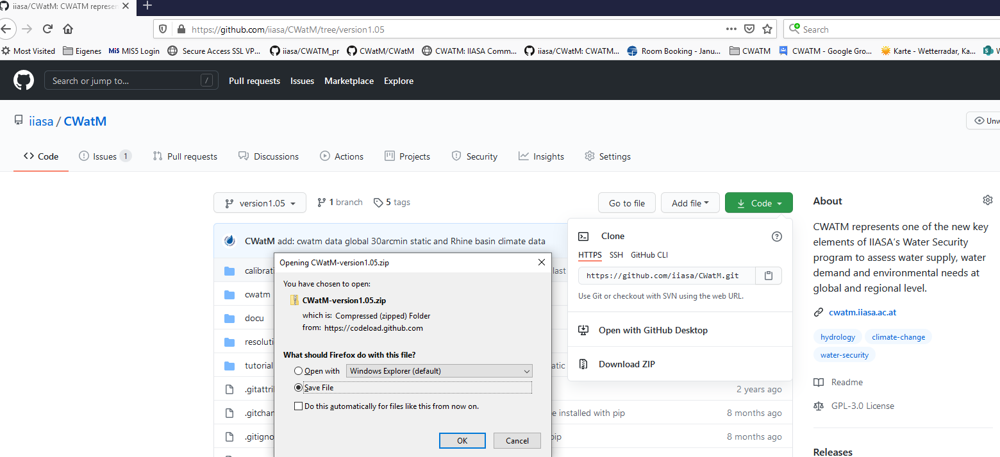 iiasa/CWatM: CWATM represen
https://github.com/iiasa/CWatM/tree/version1.05
Search
Most Visited Eigenes MIS5 Login Secure Access SSL VP... iiasa/CWATM_pr CWatM/CWatM CWATM: IIASA Comm... iiasa/CWatM: CWATM... Room Booking - Janu... CWATM CWATM - Google Gro... Karte - Wetterradar, Ka...
Search or jump to... / Pull requests Issues Marketplace Explore
iiasa / CWatM
Unw
Code Issues 1 Pull requests Discussions Actions Projects Security Insights Settings
version1.05 1 branch 5 tags Go to file Add file Code
CWatM add: cwatm data global 30arcmin static and Rhine basin climate data
calibrati
last
cwatm
docu
resoluti
tutorial
atic
.gitattri
2 years ago
.gitchan
e installed with pip 8 months ago
.gitigno
pip 8 months ago
Opening CWatM-version1.05.zip
You have chosen to open:
CWatM-version1.05.zip
which is: Compressed (zipped) Folder
from: https://codeload.github.com
What should Firefox do with this file?
Open with Windows Explorer (default)
Save File
Do this automatically for files like this from now on.
OK Cancel
Clone
HTTPS SSH GitHub CLI
https://github.com/iiasa/CWatM.git
Use Git or checkout with SVN using the web URL.
Open with GitHub Desktop
Download ZIP
About
CWATM represents one of the new key
elements of IIASA's Water Security
program to assess water supply, water
demand and environmental needs at
global and regional level.
cwatm.iiasa.ac.at
hydrology climate-change
water-security
Readme
GPL-3.0 License
Releases